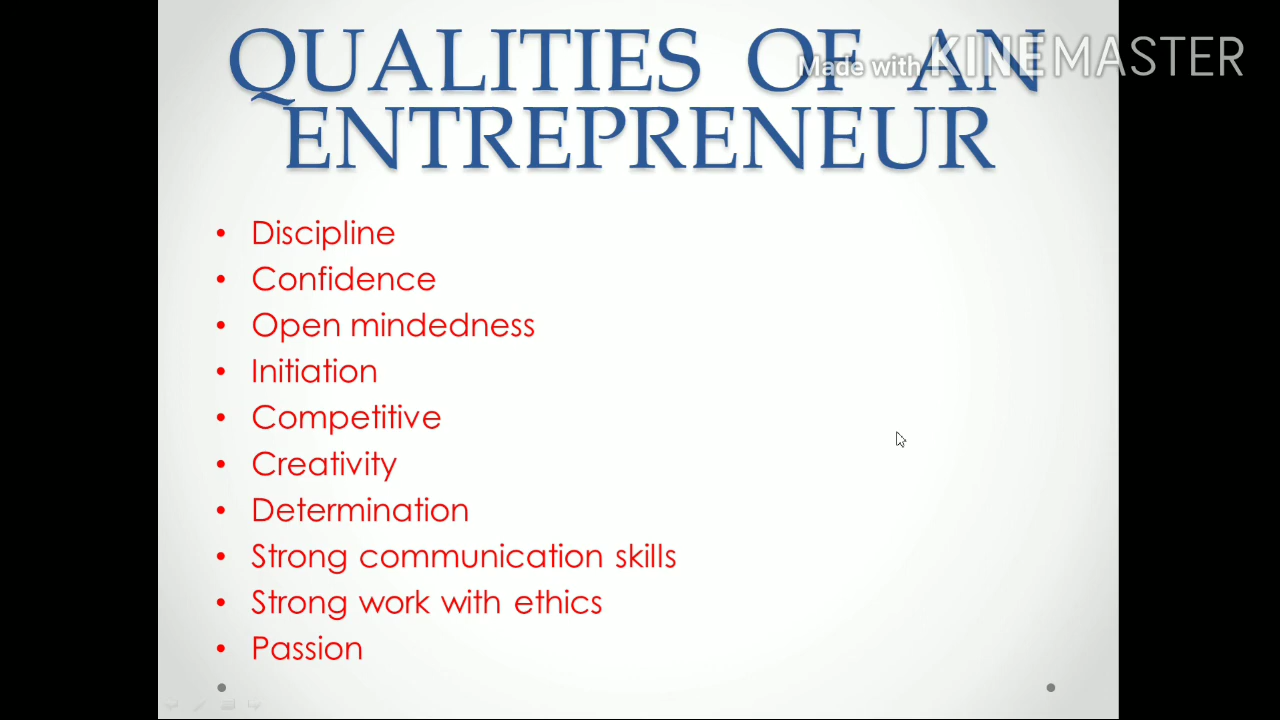 QUALITIES OF AN
Made with KINEMASTER
ENTREPRENEUR
• Discipline
• Confidence
• Open mindedness
• Initiation
• Competitive
• Creativity
• Determination
• Strong communication skills
• Strong work with ethics
• Passion